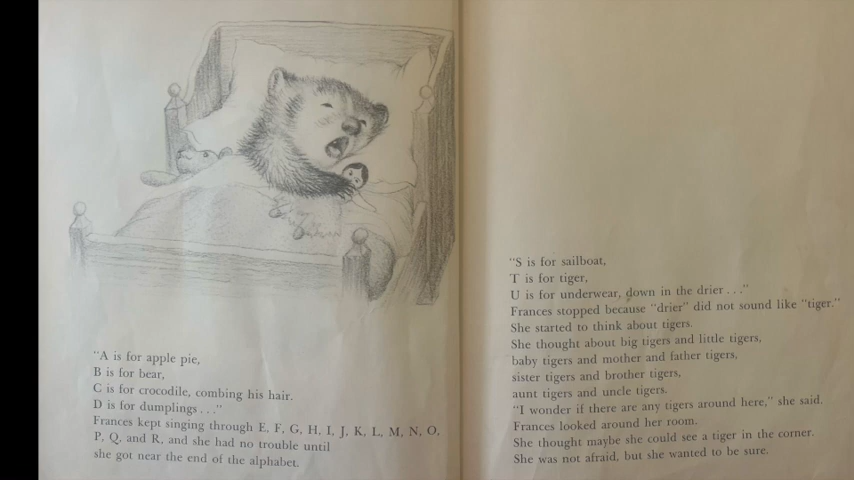 "A is for apple pie,
B is for bear,
C is for crocodile, combing his hair.
D is for dumplings . . ."
Frances kept singing through E, F, G, H, I, J, K, L, M, N, O,
P, Q, and R, and she had no trouble until
she got near the end of the alphabet.
"S is for sailboat,
T is for tiger,
U is for underwear, down in the drier . . ."
Frances stopped because "drier" did not sound like "tiger."
She started to think about tigers.
She thought about big tigers and little tigers,
baby tigers and mother and father tigers,
sister tigers and brother tigers,
aunt tigers and uncle tigers.
"I wonder if there are any tigers around here," she said.
Frances looked around her room.
She thought maybe she could see a tiger in the corner.
She was not afraid, but she wanted to be sure.